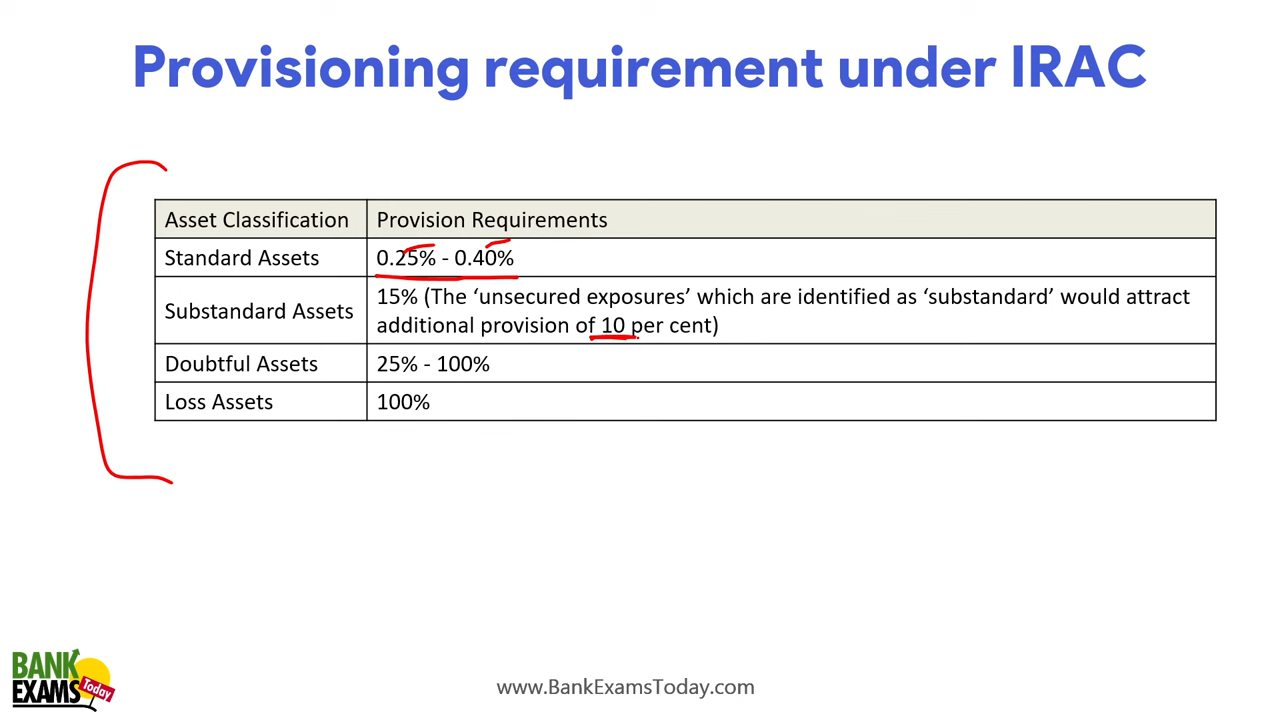 Provisioning requirement under IRAC
Asset Classification Provision Requirements
Standard Assets 0.25% - 0.40%
Substandard Assets 15% (The ‘unsecured exposures’ which are identified as ‘substandard’ would attract
additional provision of 10 per cent)
Doubtful Assets 25% - 100%
Loss Assets 100%
BANK
EXAMS
Today
www.BankExamsToday.com